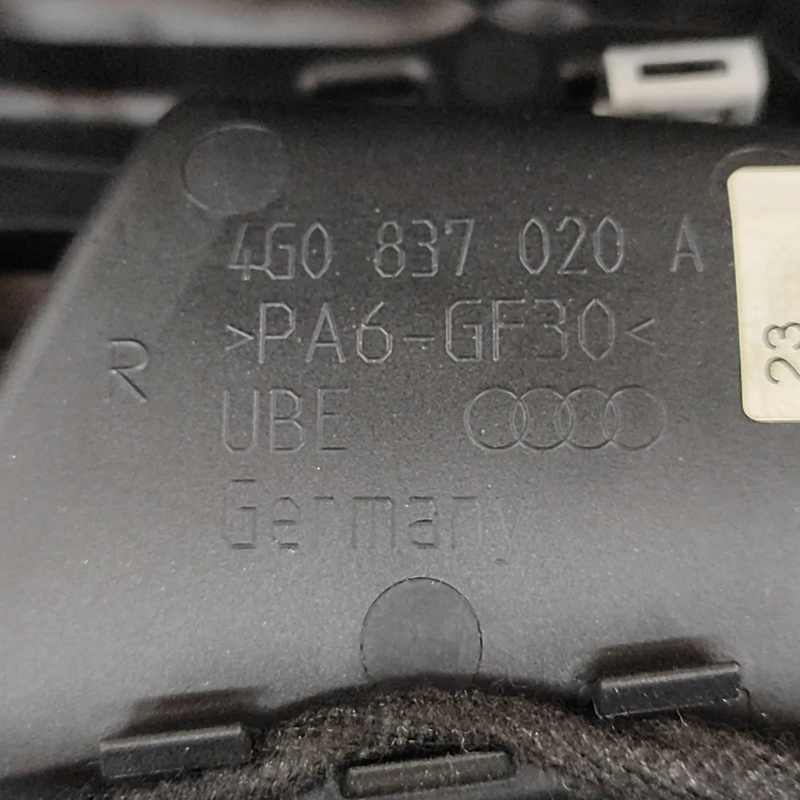 4G0 837 020 A
>PA6-GF30<
R
UBE
Germany
23